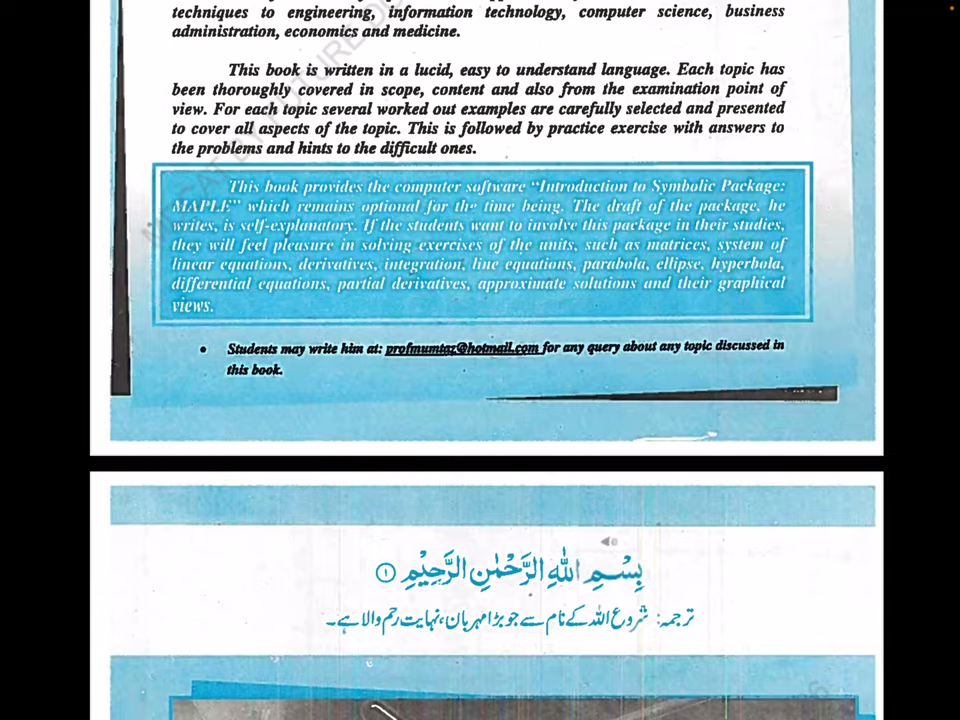 techniques to engineering, information technology, computer science, business
administration, economics and medicine.
This book is written in a lucid, easy to understand language. Each topic has
been thoroughly covered in scope, content and also from the examination point of
view. For each topic several worked out examples are carefully selected and presented
to cover all aspects of the topic. This is followed by practice exercise with answers to
the problems and hints to the difficult ones.
This book provides the computer software "Introduction to Symbolic Package:
MAPLE" which remains optional for the time being. The draft of the package, he
writes, is self-explanatory. If the students want to involve this package in their studies,
they will feel pleasure in solving exercises of the units, such as matrices, system of
linear equations, derivatives, integration, line equations, parabola, ellipse, hyperbola,
differential equations, partial derivatives, approximate solutions and their graphical
views.
• Students may write him at: profmumtaz@hotmail.com for any query about any topic discussed in
this book.
بِسْمِ اللهِ الرَّحْمٰنِ الرَّحِيْمِ ①
ترجمہ: شروع اللہ کے نام سے جو بڑا مہربان، نہایت رحم والا ہے۔